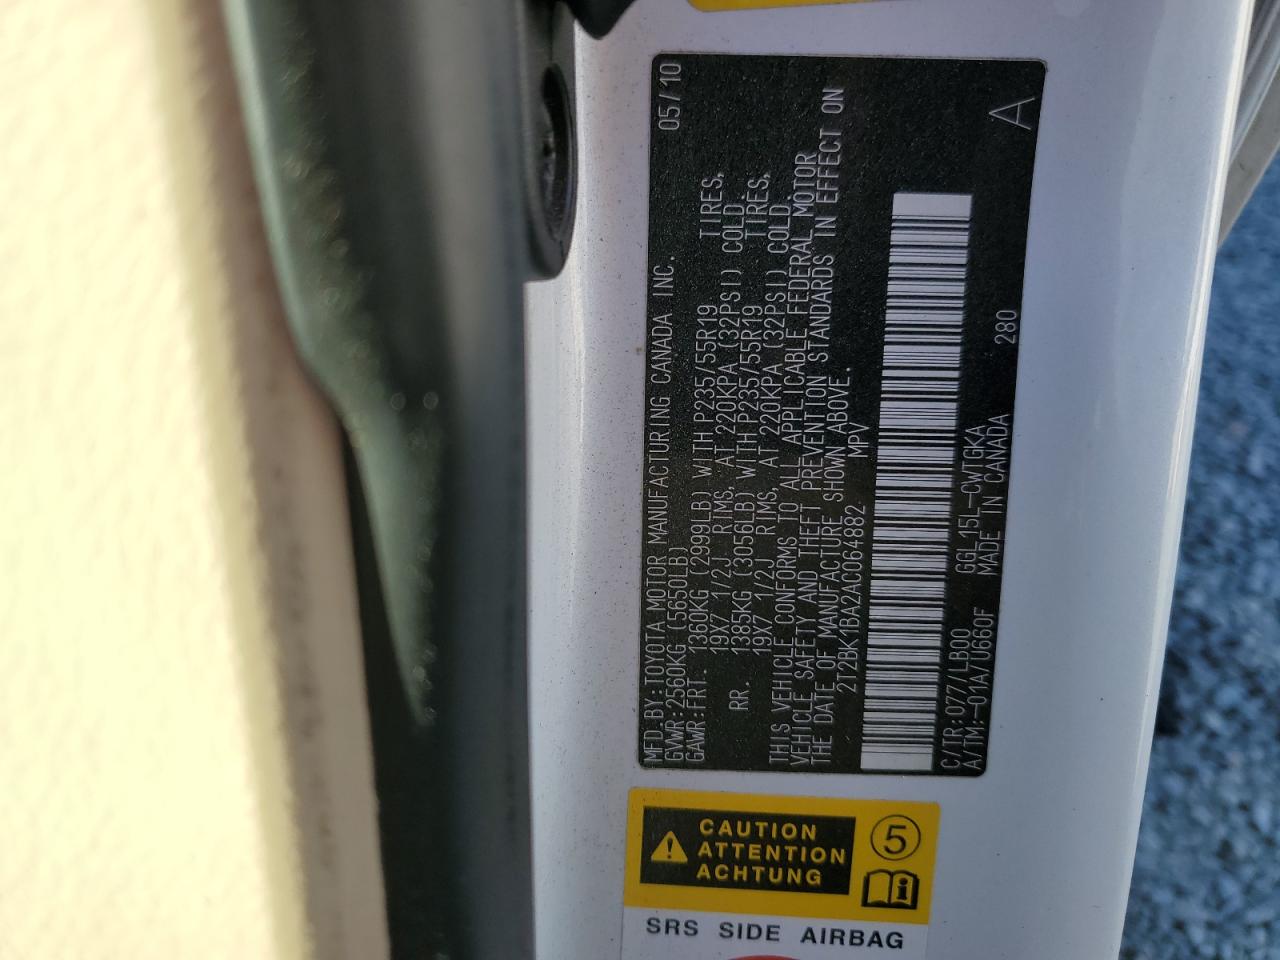 MFD.BY:TOYOTA MOTOR MANUFACTURING CANADA INC. 05/10
GVWR:2560KG (5650LB)
GAWR:FRT. 1360KG (2999LB) WITH P235/55R19 TIRES,
19X7 1/2J RIMS, AT 220KPA (32PSI) COLD.
RR. 1385KG (3056LB) WITH P235/55R19 TIRES,
19X7 1/2J RIMS, AT 220KPA (32PSI) COLD.
THIS VEHICLE CONFORMS TO ALL APPLICABLE FEDERAL MOTOR
VEHICLE SAFETY AND THEFT PREVENTION STANDARDS IN EFFECT ON
THE DATE OF MANUFACTURE SHOWN ABOVE.
2T2BK1BA2AC064882 MPV
C/TR:077/LB00 GGL15L-CWTGKA 280
A/TM:-01A/U660F MADE IN CANADA A
CAUTION
ATTENTION
ACHTUNG
5
SRS SIDE AIRBAG